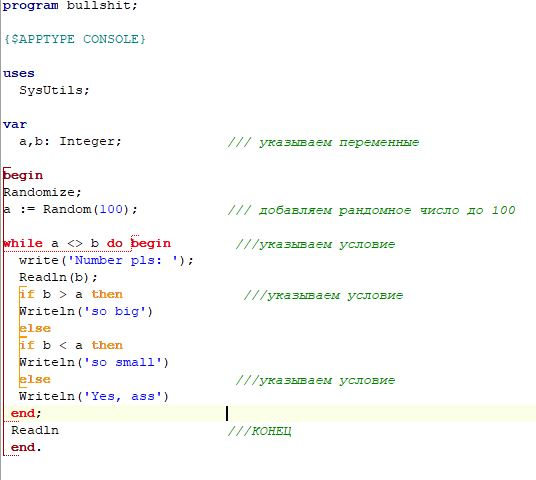 program bullshit;
{$APPTYPE CONSOLE}
uses
SysUtils;
var
a,b: Integer; /// указываем переменные
begin
Randomize;
a := Random(100); /// добавляем рандомное число до 100
while a <> b do begin ///указываем условие
write('Number pls: ');
Readln(b);
if b > a then ///указываем условие
Writeln('so big')
else
if b < a then
Writeln('so small')
else ///указываем условие
Writeln('Yes, ass')
end;
Readln ///КОНЕЦ
end.